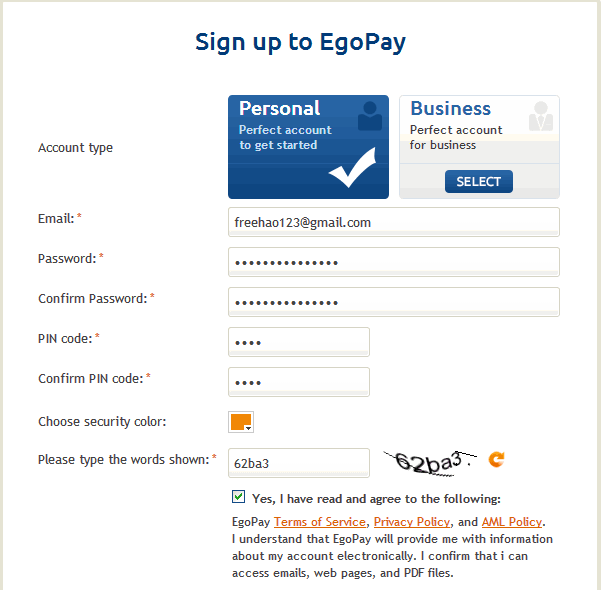 Sign up to EgoPay
Account type
Personal
Perfect account
to get started
Business
Perfect account
for business
SELECT
Email: *
freehao123@gmail.com
Password: *
•••••••••••••••
Confirm Password: *
•••••••••••••••
PIN code: *
••••
Confirm PIN code: *
••••
Choose security color:
Please type the words shown: *
62ba3
62ba3.
Yes, I have read and agree to the following:
EgoPay Terms of Service, Privacy Policy, and AML Policy.
I understand that EgoPay will provide me with information
about my account electronically. I confirm that i can
access emails, web pages, and PDF files.